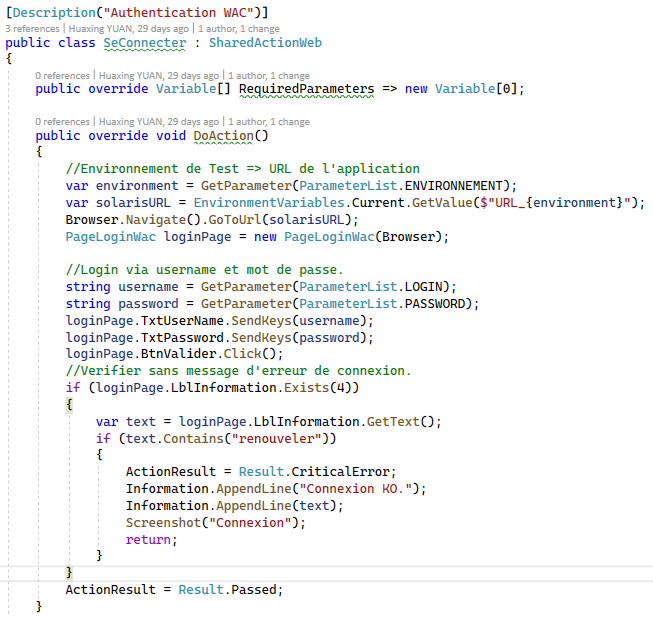 [Description("Authentication WAC")]
3 references | Huaxing YUAN, 29 days ago | 1 author, 1 change
public class SeConnecter : SharedActionWeb
{
0 references | Huaxing YUAN, 29 days ago | 1 author, 1 change
public override Variable[] RequiredParameters => new Variable[0];
0 references | Huaxing YUAN, 29 days ago | 1 author, 1 change
public override void DoAction()
{
//Environnement de Test => URL de l'application
var environment = GetParameter(ParameterList.ENVIRONNEMENT);
var solarisURL = EnvironmentVariables.Current.GetValue($"URL_{environment}");
Browser.Navigate().GoToUrl(solarisURL);
PageLoginWac loginPage = new PageLoginWac(Browser);
//Login via username et mot de passe.
string username = GetParameter(ParameterList.LOGIN);
string password = GetParameter(ParameterList.PASSWORD);
loginPage.TxtUserName.SendKeys(username);
loginPage.TxtPassword.SendKeys(password);
loginPage.BtnValider.Click();
//Verifier sans message d'erreur de connexion.
if (loginPage.LblInformation.Exists(4))
{
var text = loginPage.LblInformation.GetText();
if (text.Contains("renouveler"))
{
ActionResult = Result.CriticalError;
Information.AppendLine("Connexion KO.");
Information.AppendLine(text);
Screenshot("Connexion");
return;
}
}
ActionResult = Result.Passed;
}